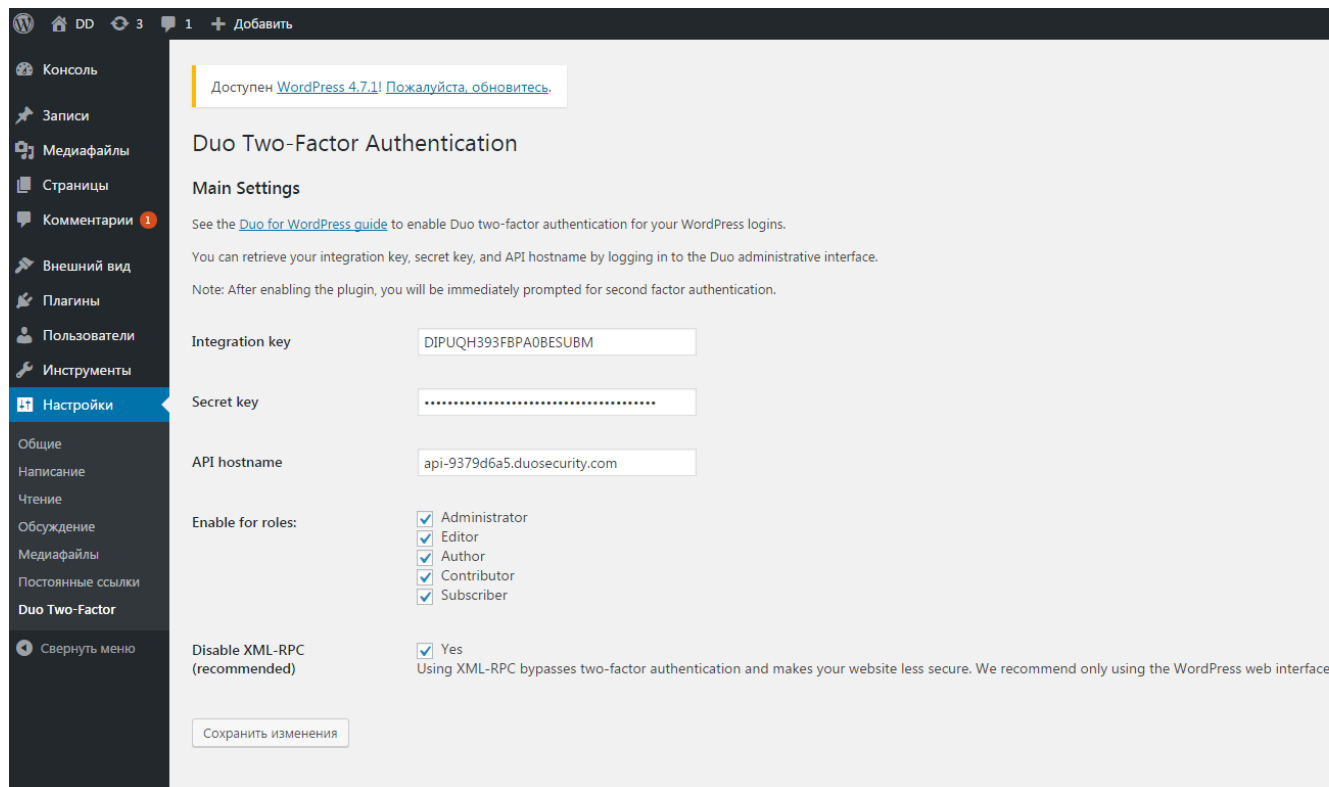 DD 3 1 Добавить
Консоль
Записи
Медиафайлы
Страницы
Комментарии 1
Внешний вид
Плагины
Пользователи
Инструменты
Настройки
Общие
Написание
Чтение
Обсуждение
Медиафайлы
Постоянные ссылки
Duo Two-Factor
Свернуть меню
Доступен WordPress 4.7.1! Пожалуйста, обновитесь.
Duo Two-Factor Authentication
Main Settings
See the Duo for WordPress guide to enable Duo two-factor authentication for your WordPress logins.
You can retrieve your integration key, secret key, and API hostname by logging in to the Duo administrative interface.
Note: After enabling the plugin, you will be immediately prompted for second factor authentication.
Integration key DIPUQH393FBPA0BESUBM
Secret key ••••••••••••••••••••••••••••••••••••••••
API hostname api-9379d6a5.duosecurity.com
Enable for roles: Administrator
Editor
Author
Contributor
Subscriber
Disable XML-RPC Yes
(recommended) Using XML-RPC bypasses two-factor authentication and makes your website less secure. We recommend only using the WordPress web interface
Сохранить изменения